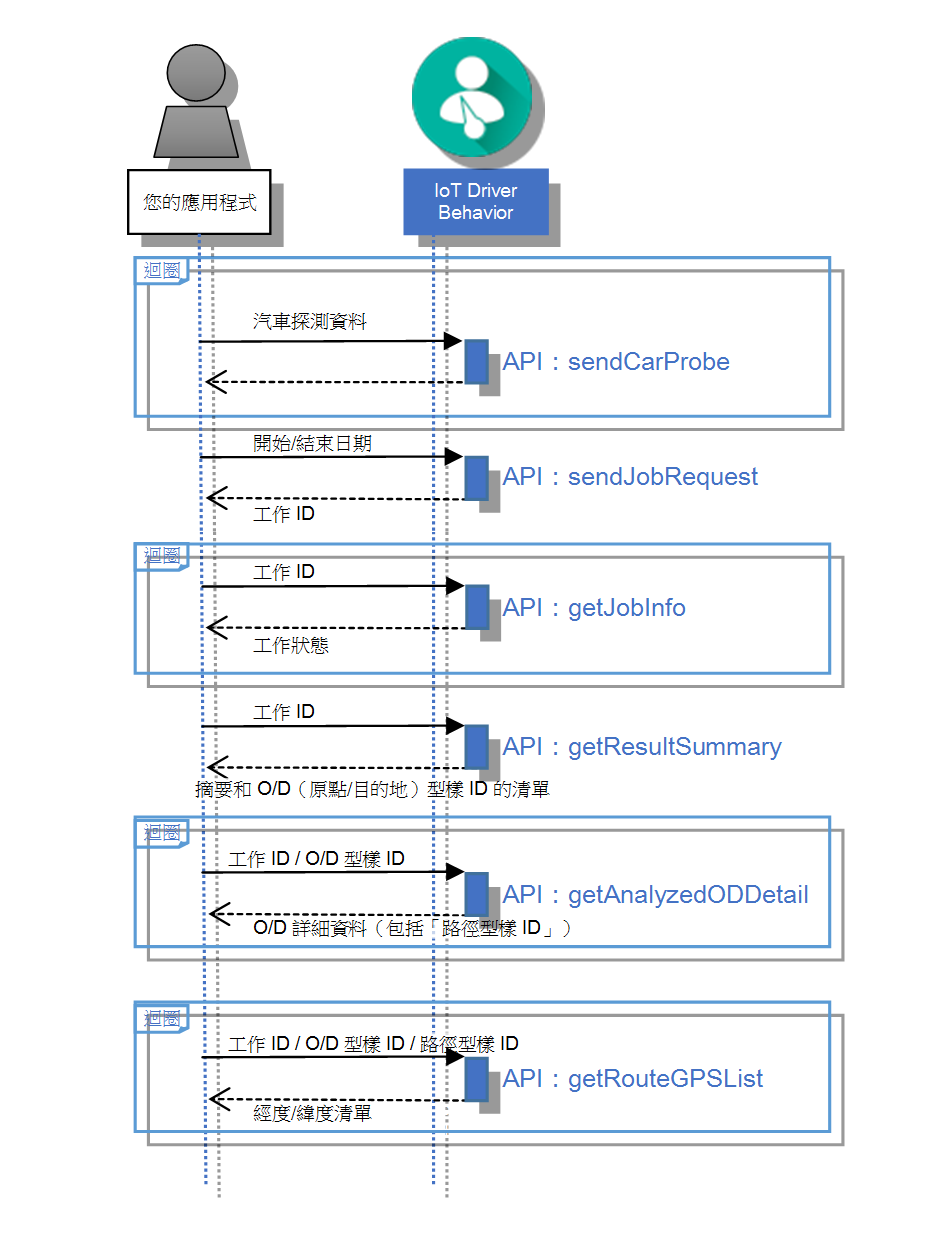 您的應用程式
IoT Driver
Behavior
迴圈
汽車探測資料
API：sendCarProbe
開始/結束日期
API：sendJobRequest
工作 ID
迴圈
工作 ID
API：getJobInfo
工作狀態
工作 ID
API：getResultSummary
摘要和 O/D（原點/目的地）型樣 ID 的清單
迴圈
工作 ID / O/D 型樣 ID
API：getAnalyzedODDetail
O/D 詳細資料（包括「路徑型樣 ID」）
迴圈
工作 ID / O/D 型樣 ID / 路徑型樣 ID
API：getRouteGPSList
經度/緯度清單